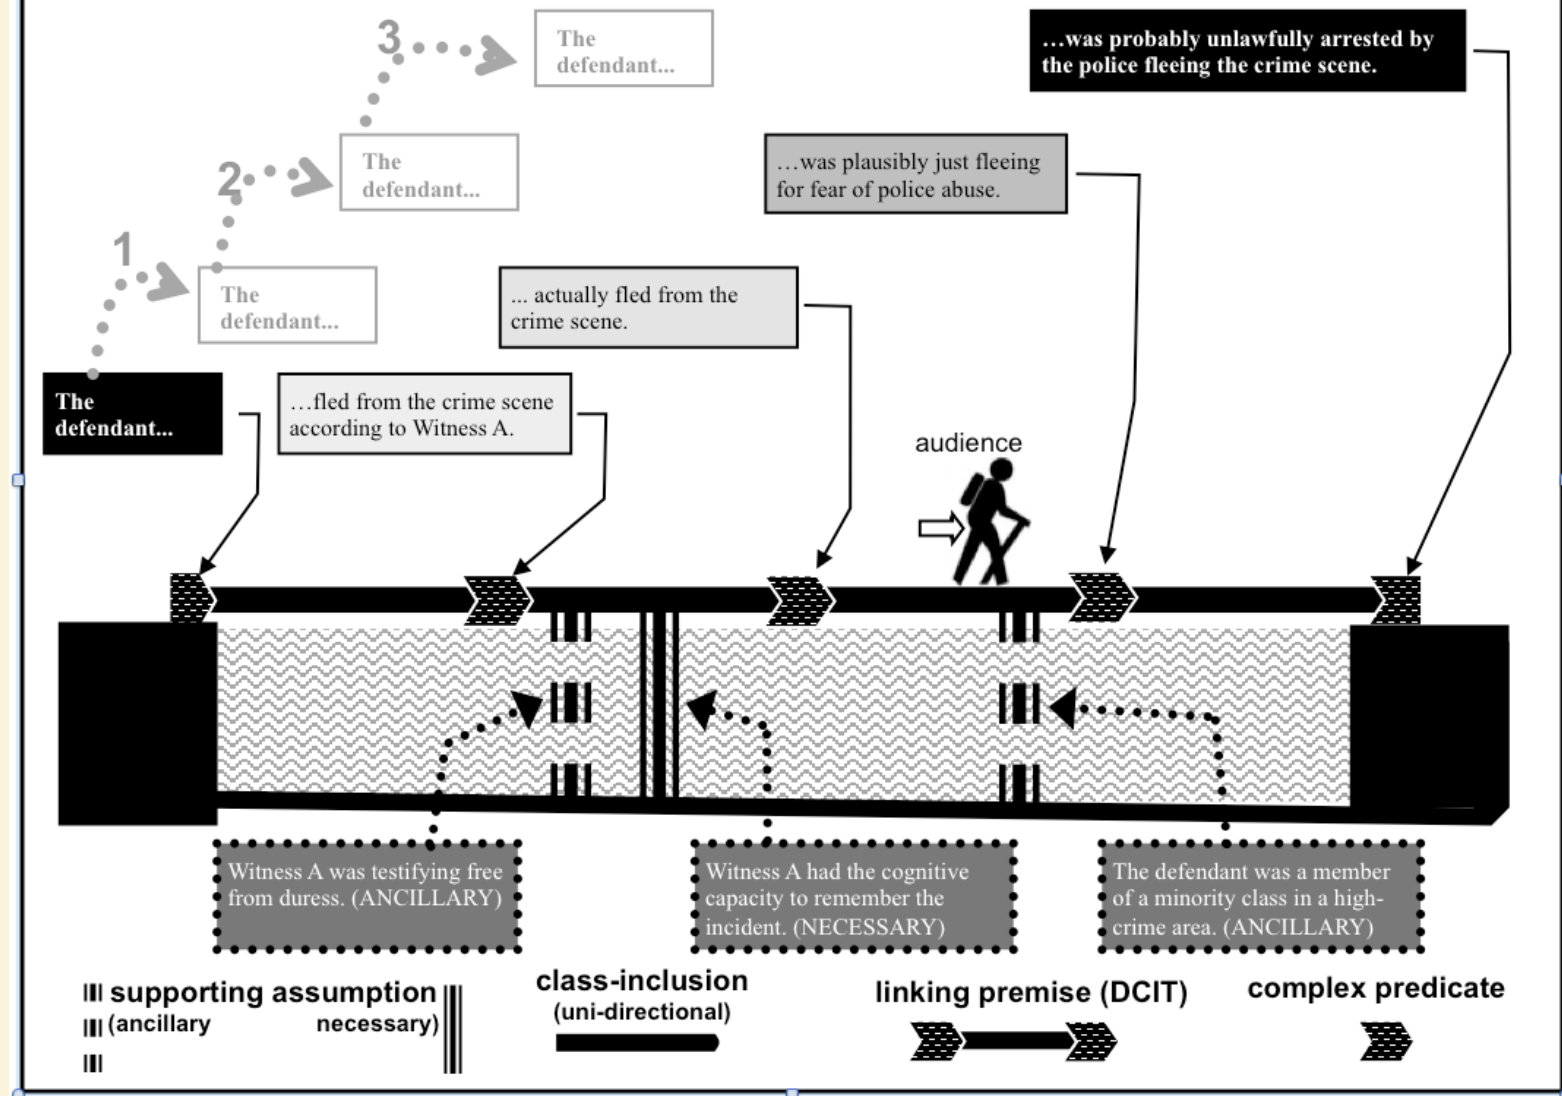 3
The
defendant...
…was probably unlawfully arrested by
the police fleeing the crime scene.
2
The
defendant...
…was plausibly just fleeing
for fear of police abuse.
1
The
defendant...
... actually fled from the
crime scene.
The
defendant...
…fled from the crime scene
according to Witness A.
audience
Witness A was testifying free
from duress. (ANCILLARY)
Witness A had the cognitive
capacity to remember the
incident. (NECESSARY)
The defendant was a member
of a minority class in a high-
crime area. (ANCILLARY)
supporting assumption
(ancillary necessary)
class-inclusion
(uni-directional)
linking premise (DCIT)
complex predicate